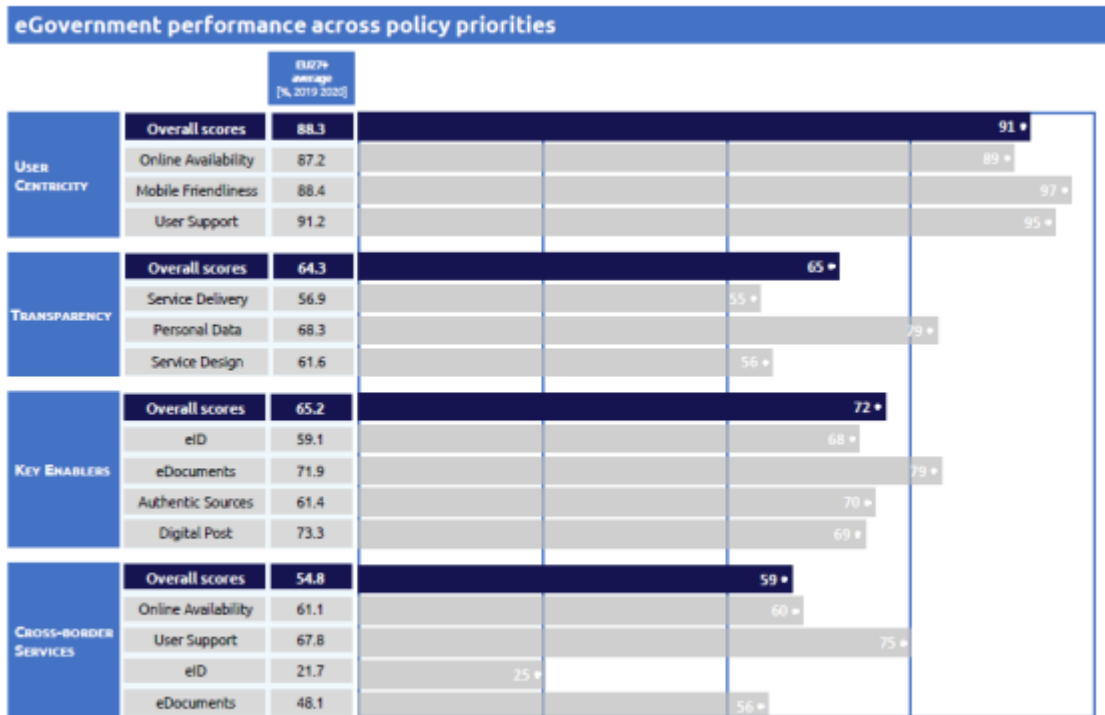 eGovernment performance across policy priorities
EU27+
average
[%, 2019 2020]
USER
CENTRICITY
Overall scores 88.3 91
Online Availability 87.2 89
Mobile Friendliness 88.4 97
User Support 91.2 95
TRANSPARENCY
Overall scores 64.3 65
Service Delivery 56.9 55
Personal Data 68.3 79
Service Design 61.6 56
KEY ENABLERS
Overall scores 65.2 72
eID 59.1 68
eDocuments 71.9 79
Authentic Sources 61.4 70
Digital Post 73.3 69
CROSS-BORDER
SERVICES
Overall scores 54.8 59
Online Availability 61.1 60
User Support 67.8 75
eID 21.7 25
eDocuments 48.1 56